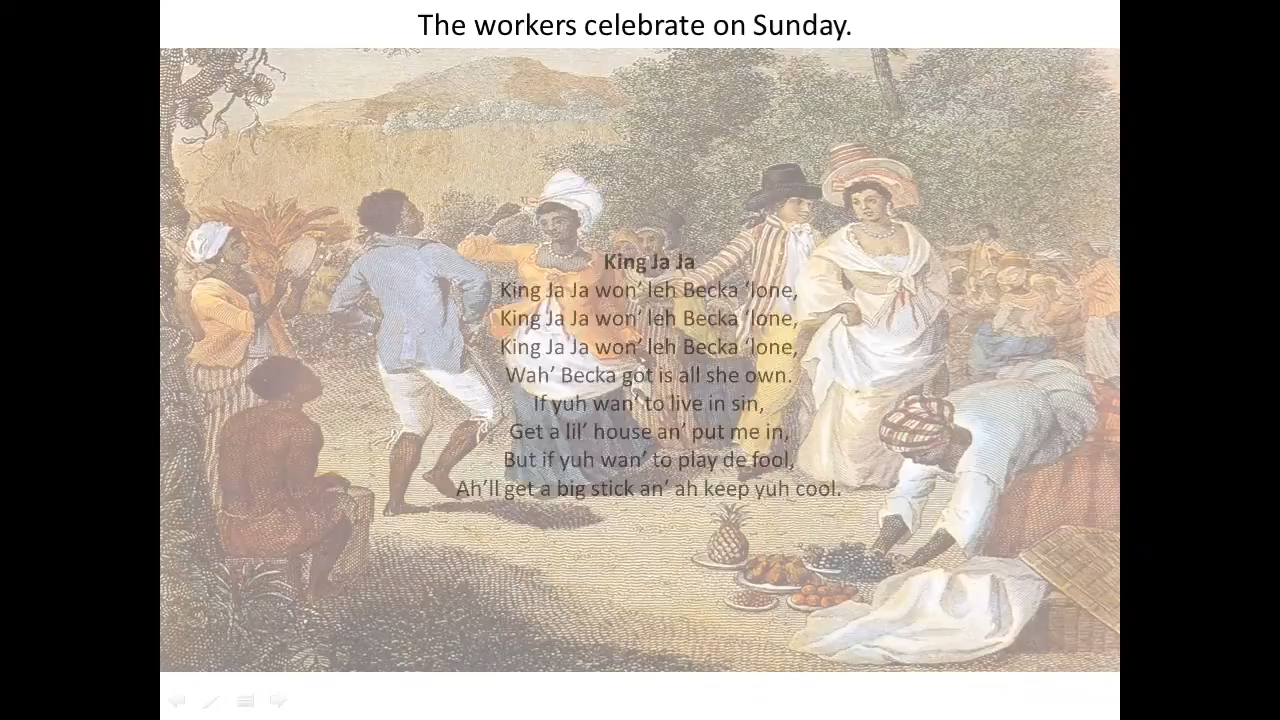 The workers celebrate on Sunday.
King Ja Ja
King Ja Ja won’ leh Becka ‘lone,
King Ja Ja won’ leh Becka ‘lone,
King Ja Ja won’ leh Becka ‘lone,
Wah’ Becka got is all she own.
If yuh wan’ to live in sin,
Get a lil’ house an’ put me in,
But if yuh wan’ to play de fool,
Ah’ll get a big stick an’ ah keep yuh cool.